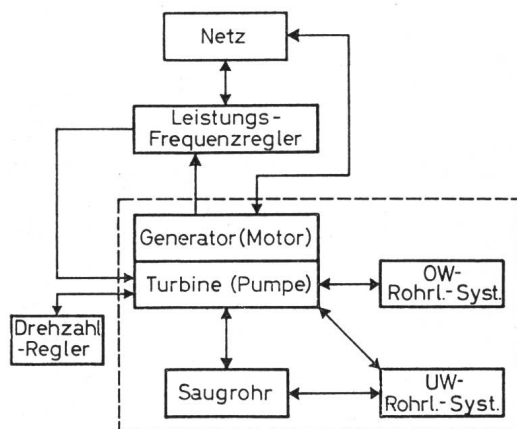 Netz
Leistungs-
Frequenzregler
Generator (Motor)
Turbine (Pumpe)
OW-
Rohrl.-Syst.
Drehzahl
-Regler
Saugrohr
UW-
Rohrl.-Syst.